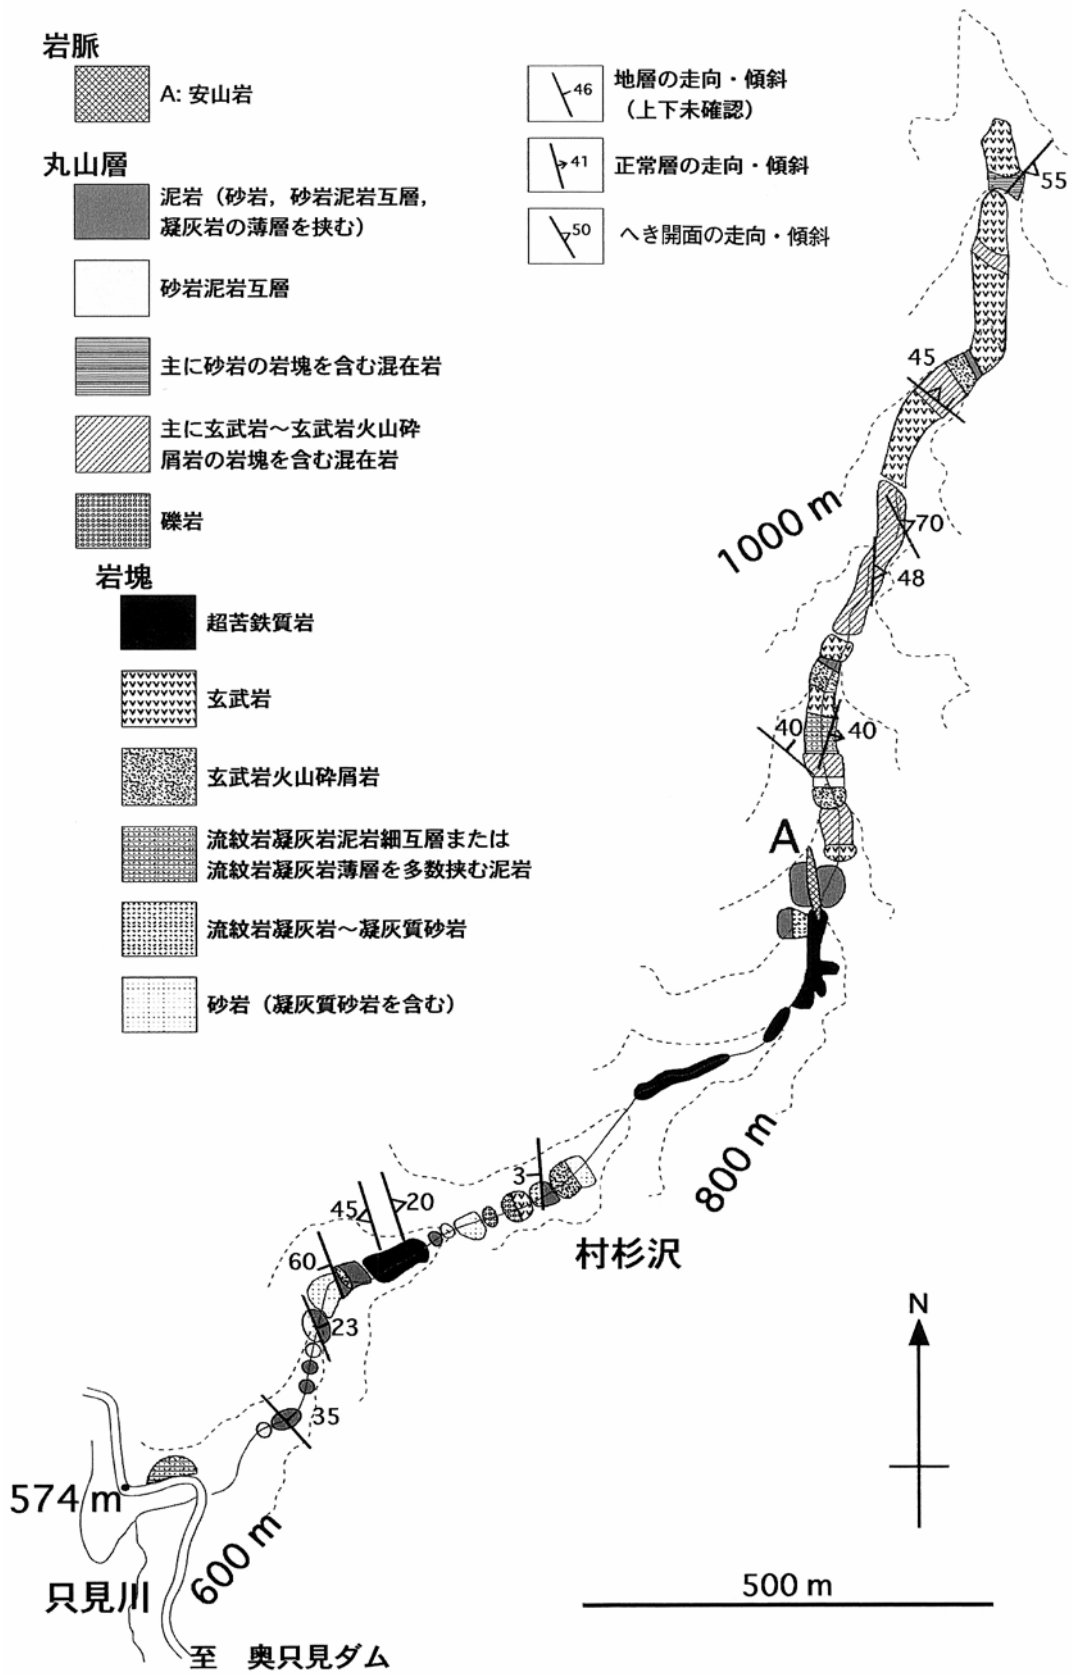 岩脈
A: 安山岩
丸山層
泥岩（砂岩，砂岩泥岩互層，
凝灰岩の薄層を挟む）
砂岩泥岩互層
主に砂岩の岩塊を含む混在岩
主に玄武岩～玄武岩火山砕
屑岩の岩塊を含む混在岩
礫岩
岩塊
超苦鉄質岩
玄武岩
玄武岩火山砕屑岩
流紋岩凝灰岩泥岩細互層または
流紋岩凝灰岩薄層を多数挟む泥岩
流紋岩凝灰岩～凝灰質砂岩
砂岩（凝灰質砂岩を含む）
46
地層の走向・傾斜
（上下未確認）
41
正常層の走向・傾斜
50
へき開面の走向・傾斜
55
45
1000 m
70
48
40
40
A
800 m
3
20
45
村杉沢
60
23
35
574 m
600 m
只見川
至　奥只見ダム
N
500 m